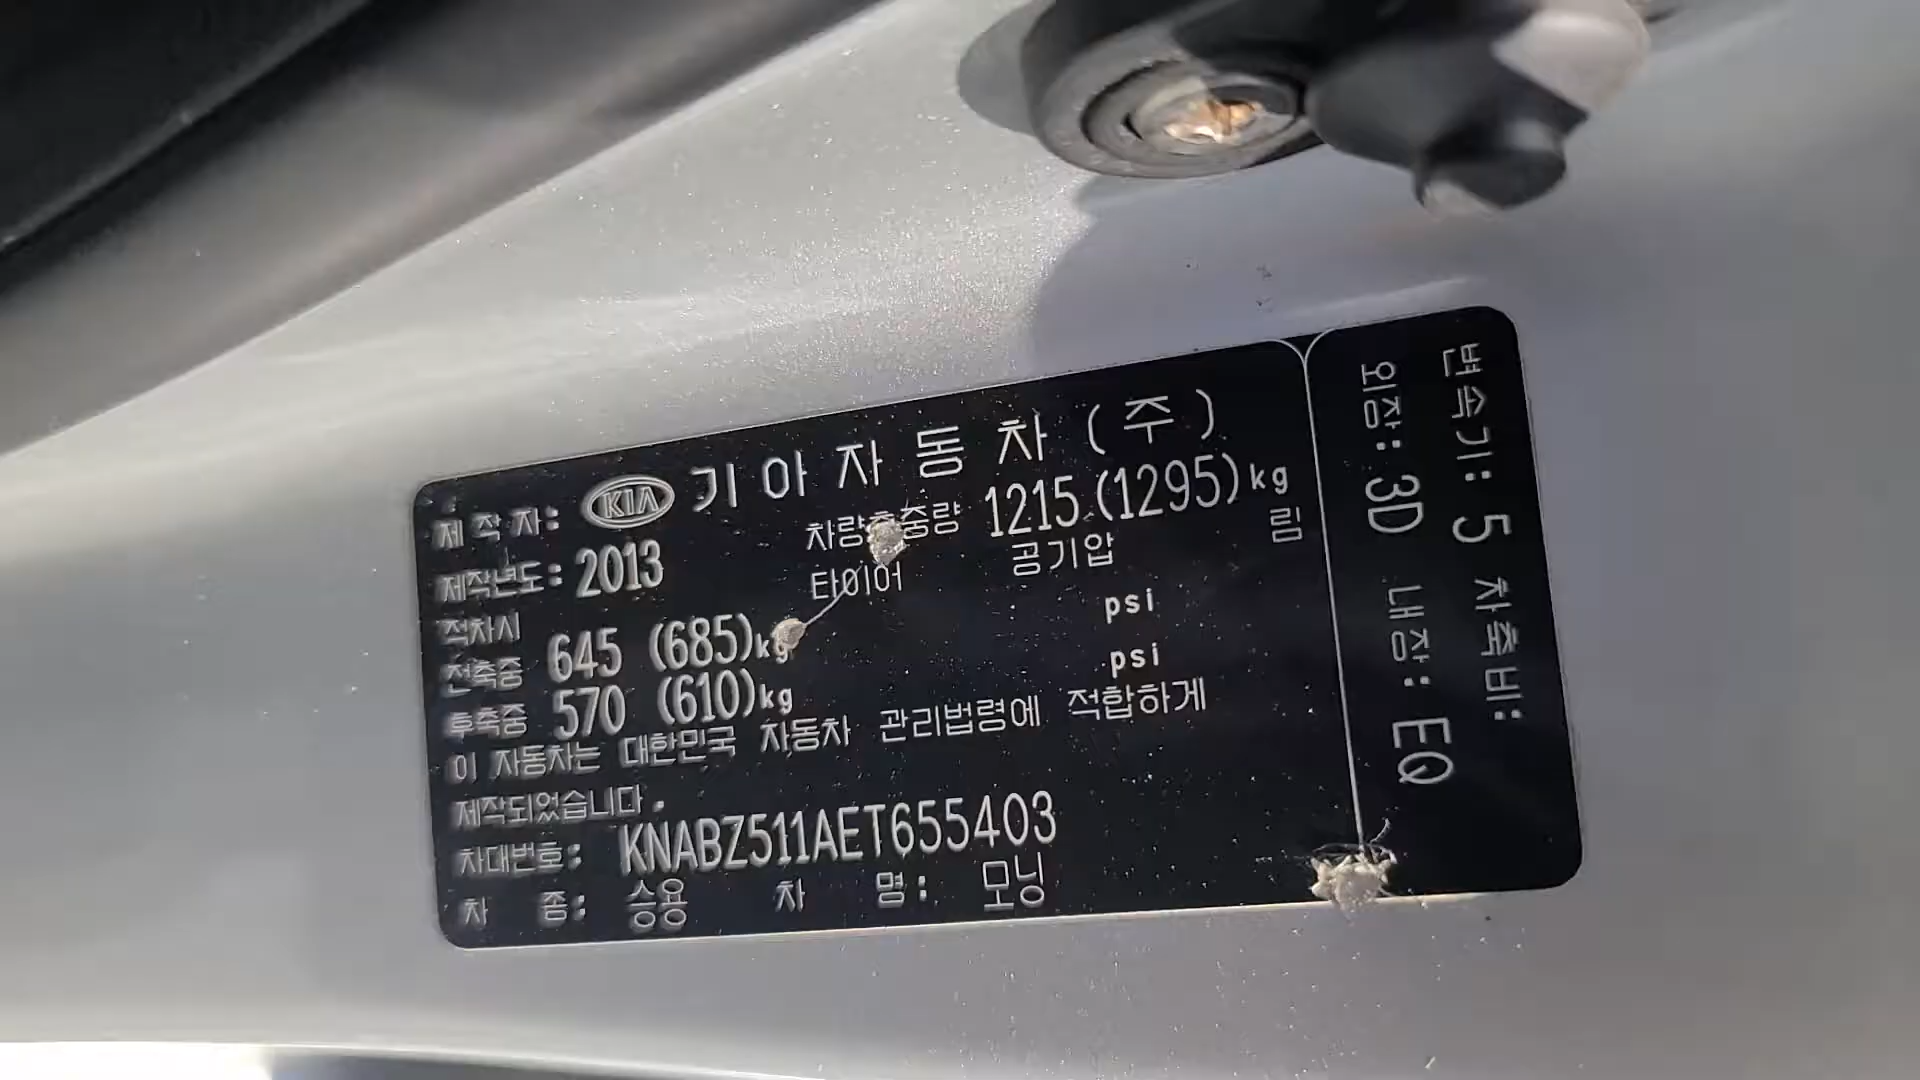 제작자: KIA 기아자동차(주)
제작년도: 2013 차량총중량 1215 (1295)kg
적차시 타이어 공기압 림
전축중 645 (685)kg psi
후축중 570 (610)kg psi
이 자동차는 대한민국 자동차 관리법령에 적합하게
제작되었습니다.
차대번호: KNABZ511AET655403
차 종: 승용 차 명: 모닝
변속기: 5 차축비:
외장: 3D 내장: EQ